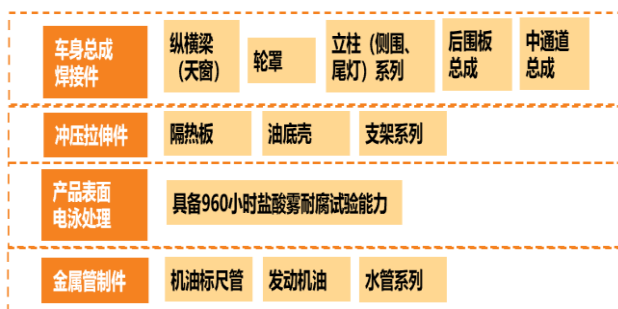 车身总成
焊接件
纵横梁
（天窗）
轮罩
立柱（侧围、
尾灯）系列
后围板
总成
中通道
总成
冲压拉伸件
隔热板
油底壳
支架系列
产品表面
电泳处理
具备960小时盐酸雾耐腐试验能力
金属管制件
机油标尺管
发动机油
水管系列